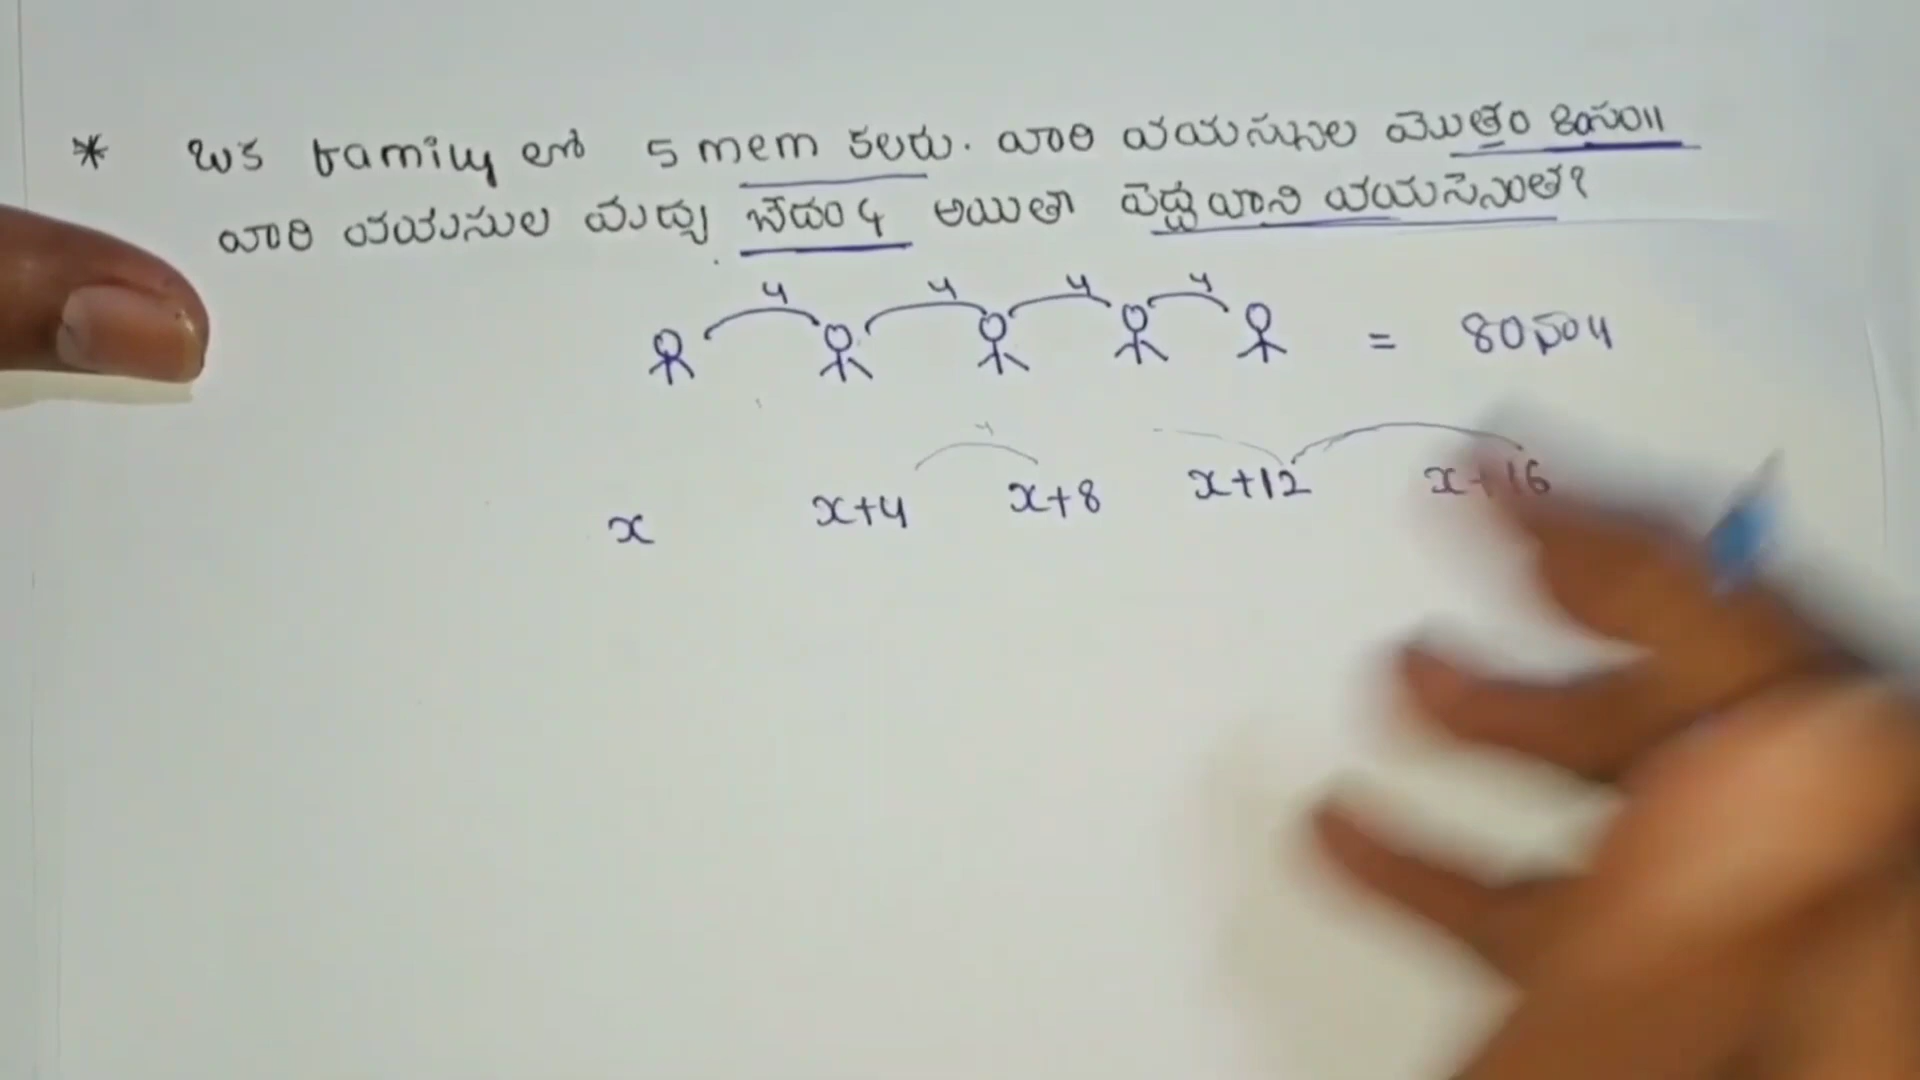 * ఒక family లో 5 mem కలరు. వారి వయస్సుల మొత్తం 80సం॥
వారి వయసుల మధ్య బేదం 4 అయితా పెద్దవాని వయసెనంత?
4 4 4 4
= 80సం॥
4
x x+4 x+8 x+12 x+16